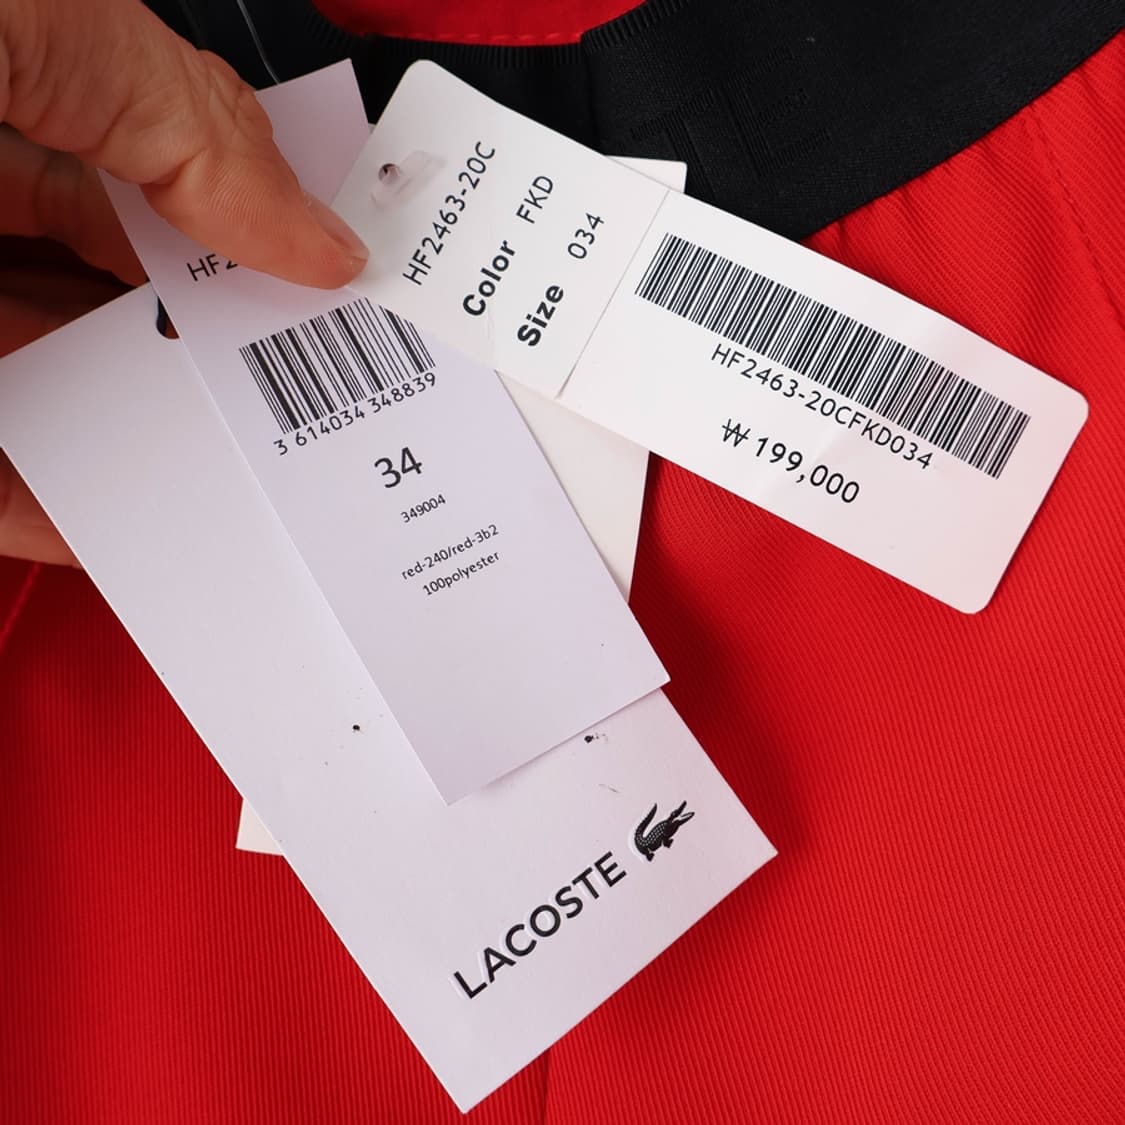 HF2463-20C
Color FKD
Size 034
HF2463-20CFKD034
₩ 199,000
HF2
3 614034 348839
34
349004
red-240/red-3b2
100polyester
LACOSTE